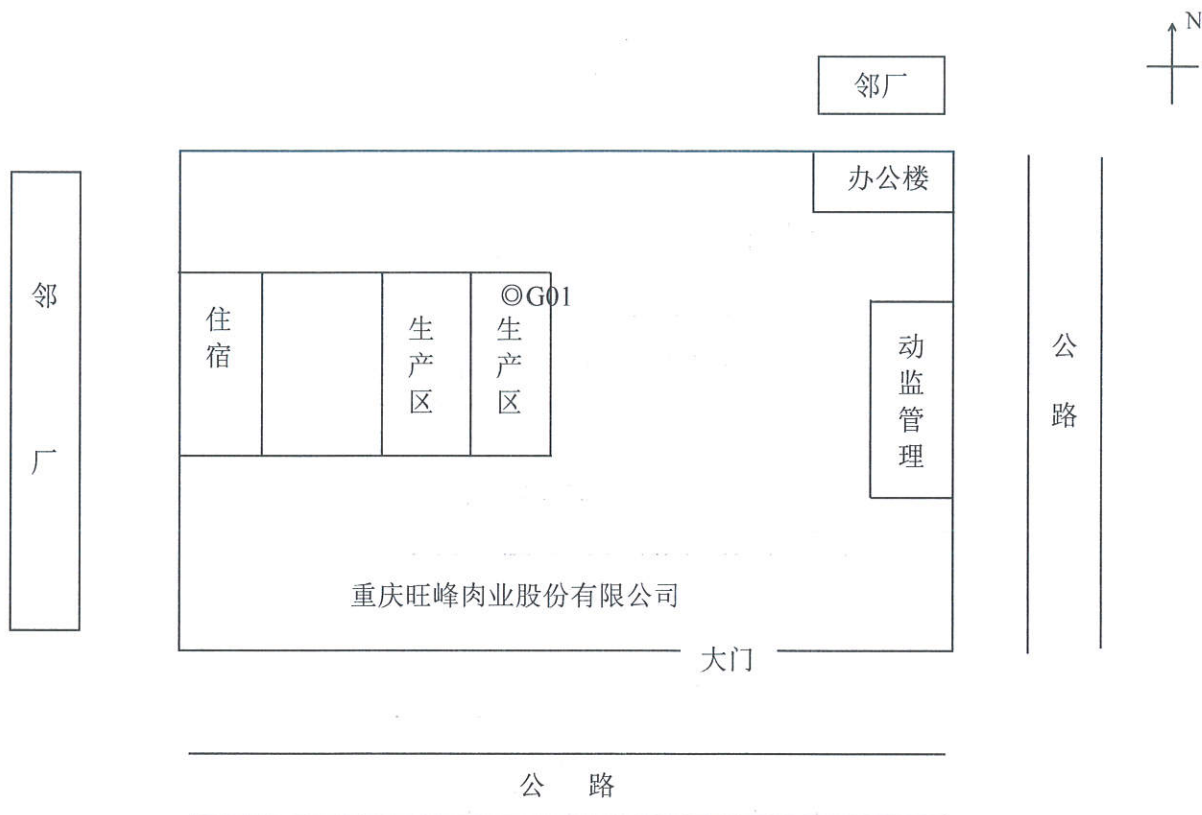 N
邻厂
办公楼
邻厂
住宿
生产区
◎G01
生产区
动监管理
公路
重庆旺峰肉业股份有限公司
大门
公 路